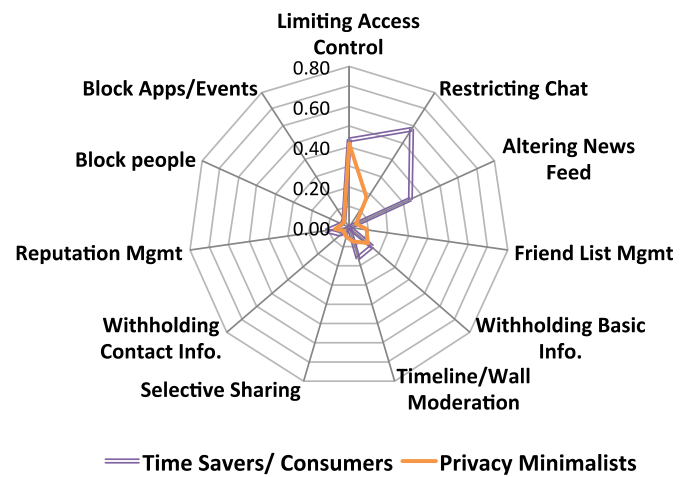 Limiting Access
Control
0.80
Block Apps/Events
Restricting Chat
0.60
Altering News
Feed
0.40
Block people
0.20
0.00
Reputation Mgmt
Friend List Mgmt
Withholding
Contact Info.
Withholding Basic
Info.
Selective Sharing
Timeline/Wall
Moderation
Time Savers/ Consumers
Privacy Minimalists